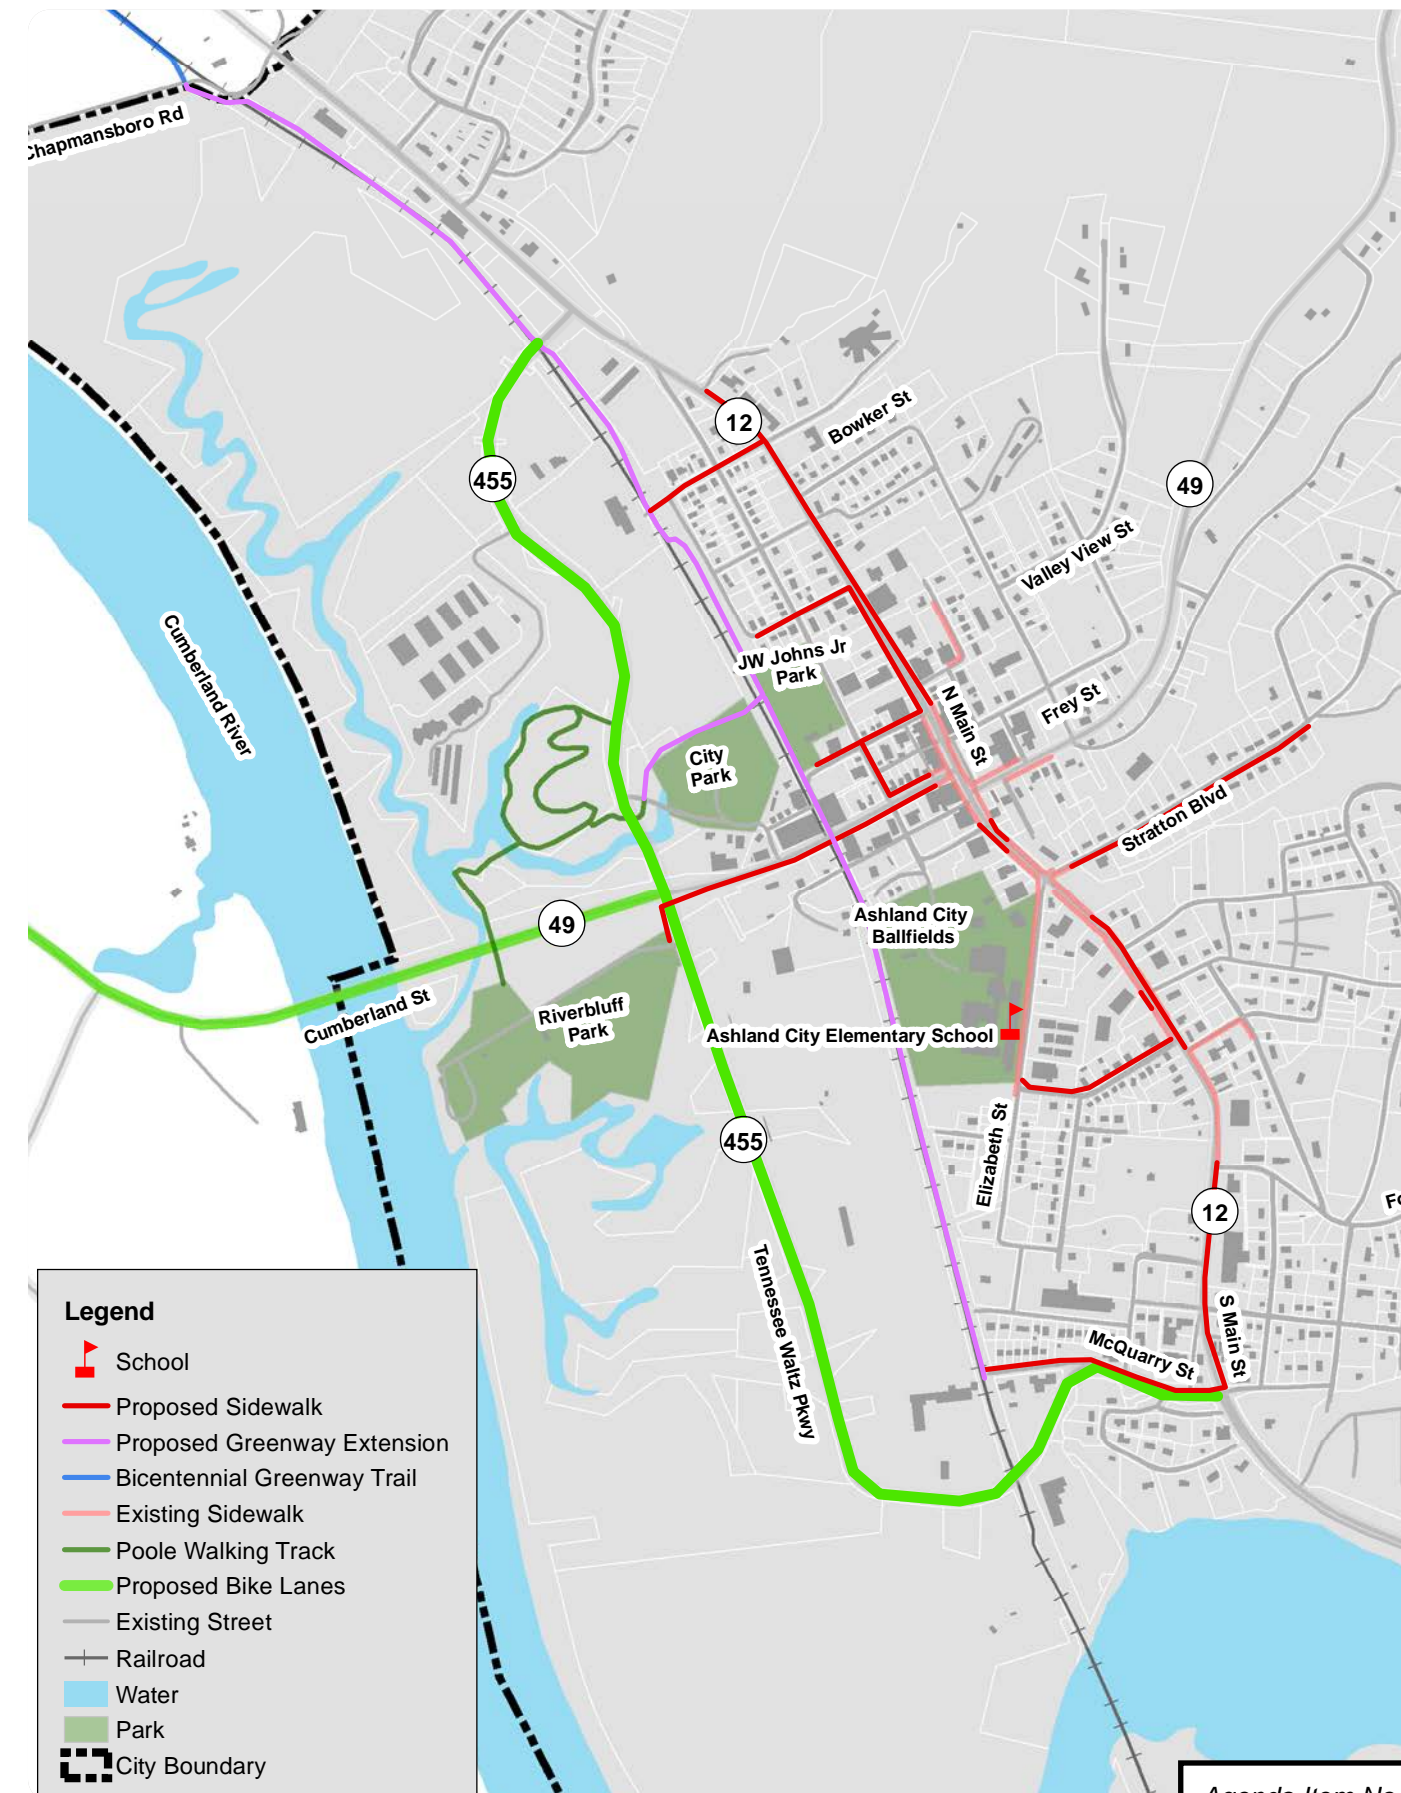 Chapmansboro Rd
12
Bowker St
455
49
Valley View St
Cumberland River
JW Johns Jr
Park
N Main St
Frey St
City
Park
Stratton Blvd
Ashland City
Ballfields
49
Cumberland St
Riverbluff
Park
Ashland City Elementary School
455
Elizabeth St
12
Tennessee Waltz Pkwy
S Main St
McQuarry St
Legend
School
Proposed Sidewalk
Proposed Greenway Extension
Bicentennial Greenway Trail
Existing Sidewalk
Poole Walking Track
Proposed Bike Lanes
Existing Street
Railroad
Water
Park
City Boundary
Agenda Item No